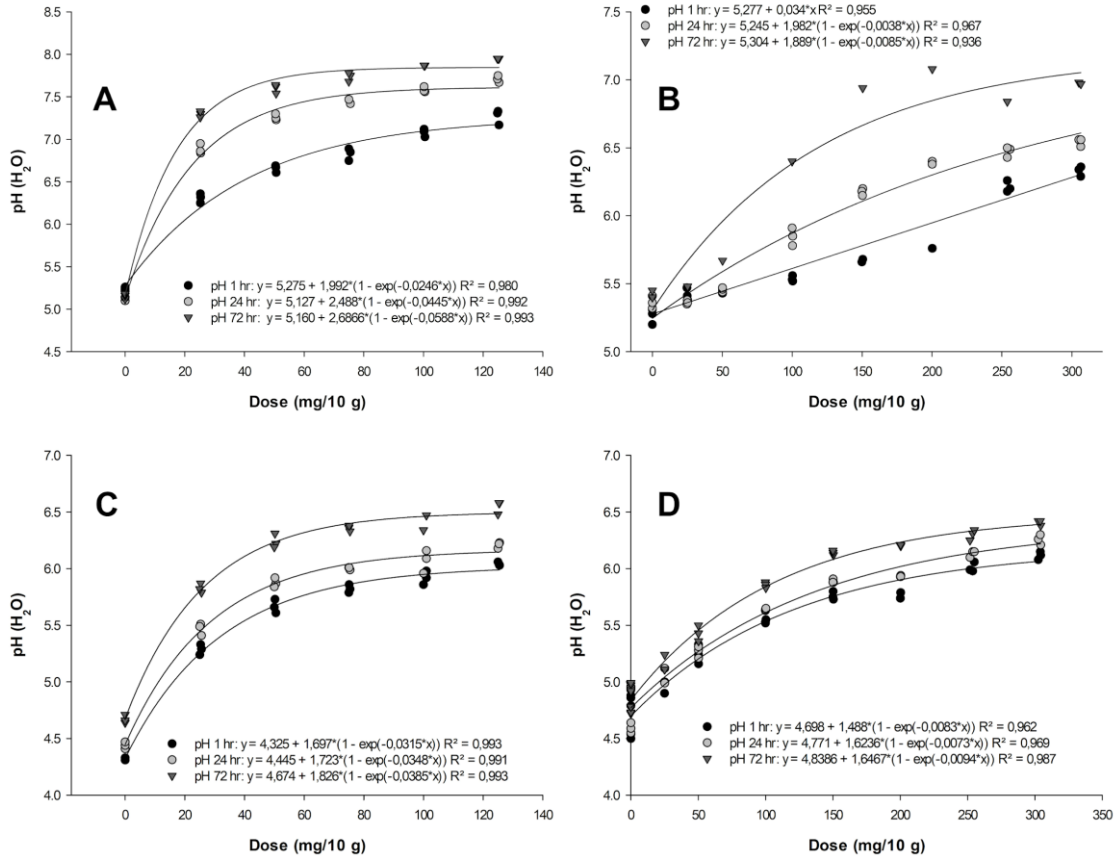 8.5
8.0
7.5
7.0
6.5
6.0
5.5
5.0
4.5
pH (H2O)
A
pH 1 hr: y = 5,275 + 1,992*(1 - exp(-0,0246*x)) R² = 0,980
pH 24 hr: y = 5,127 + 2,488*(1 - exp(-0,0445*x)) R² = 0,992
pH 72 hr: y = 5,160 + 2,6866*(1 - exp(-0,0588*x)) R² = 0,993
0 20 40 60 80 100 120 140
Dose (mg/10 g)
pH 1 hr: y = 5,277 + 0,034*x R² = 0,955
pH 24 hr: y = 5,245 + 1,982*(1 - exp(-0,0038*x)) R² = 0,967
pH 72 hr: y = 5,304 + 1,889*(1 - exp(-0,0085*x)) R² = 0,936
7.5
7.0
6.5
6.0
5.5
5.0
pH (H2O)
B
0 50 100 150 200 250 300
Dose (mg/10 g)
7.0
6.5
6.0
5.5
5.0
4.5
4.0
pH (H2O)
C
pH 1 hr: y = 4,325 + 1,697*(1 - exp(-0,0315*x)) R² = 0,993
pH 24 hr: y = 4,445 + 1,723*(1 - exp(-0,0348*x)) R² = 0,991
pH 72 hr: y = 4,674 + 1,826*(1 - exp(-0,0385*x)) R² = 0,993
0 20 40 60 80 100 120 140
Dose (mg/10 g)
7.0
6.5
6.0
5.5
5.0
4.5
4.0
pH (H2O)
D
pH 1 hr: y = 4,698 + 1,488*(1 - exp(-0,0083*x)) R² = 0,962
pH 24 hr: y = 4,771 + 1,6236*(1 - exp(-0,0073*x)) R² = 0,969
pH 72 hr: y = 4,8386 + 1,6467*(1 - exp(-0,0094*x)) R² = 0,987
0 50 100 150 200 250 300 350
Dose (mg/10 g)